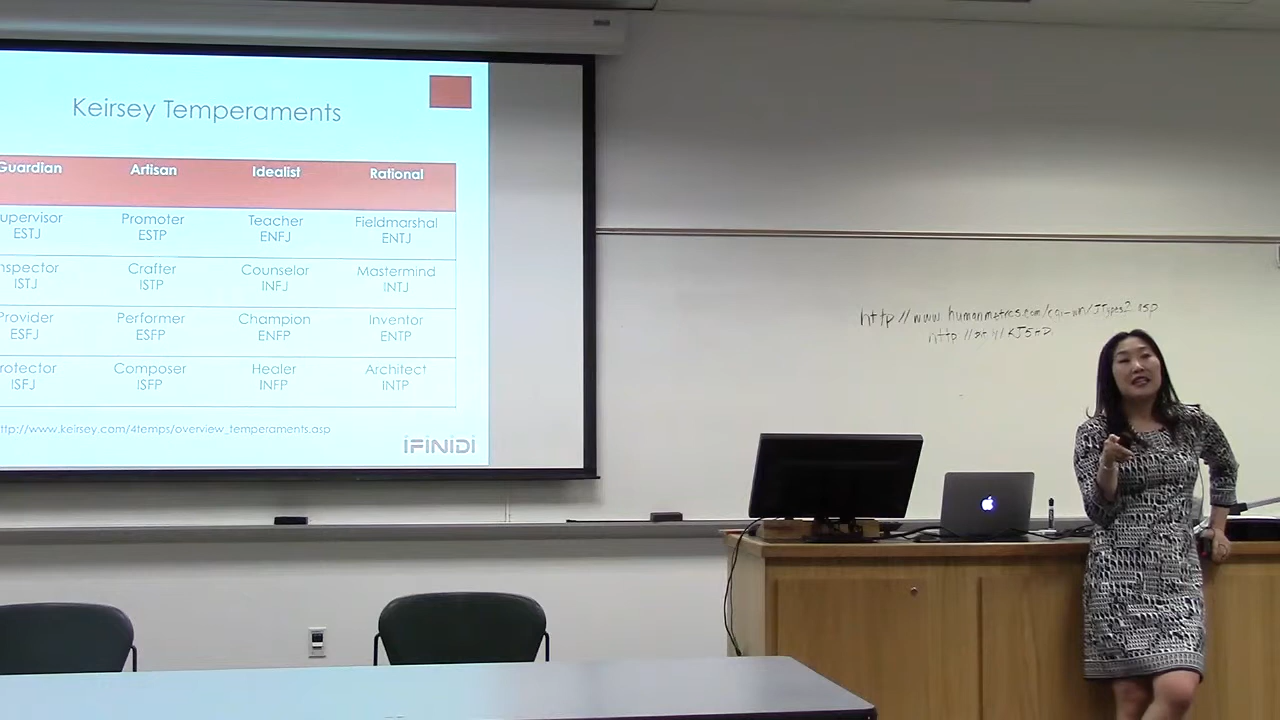 Keirsey Temperaments
Guardian Artisan Idealist Rational
upervisor Promoter Teacher Fieldmarshal
ESTJ ESTP ENFJ ENTJ
nspector Crafter Counselor Mastermind
ISTJ ISTP INFJ INTJ
Provider Performer Champion Inventor
ESFJ ESFP ENFP ENTP
rotector Composer Healer Architect
ISFJ ISFP INFP INTP
ttp://www.keirsey.com/4temps/overview_temperaments.asp
IFINIDI
http://www.humanmetrics.com/cgi-win/JTypes2.asp